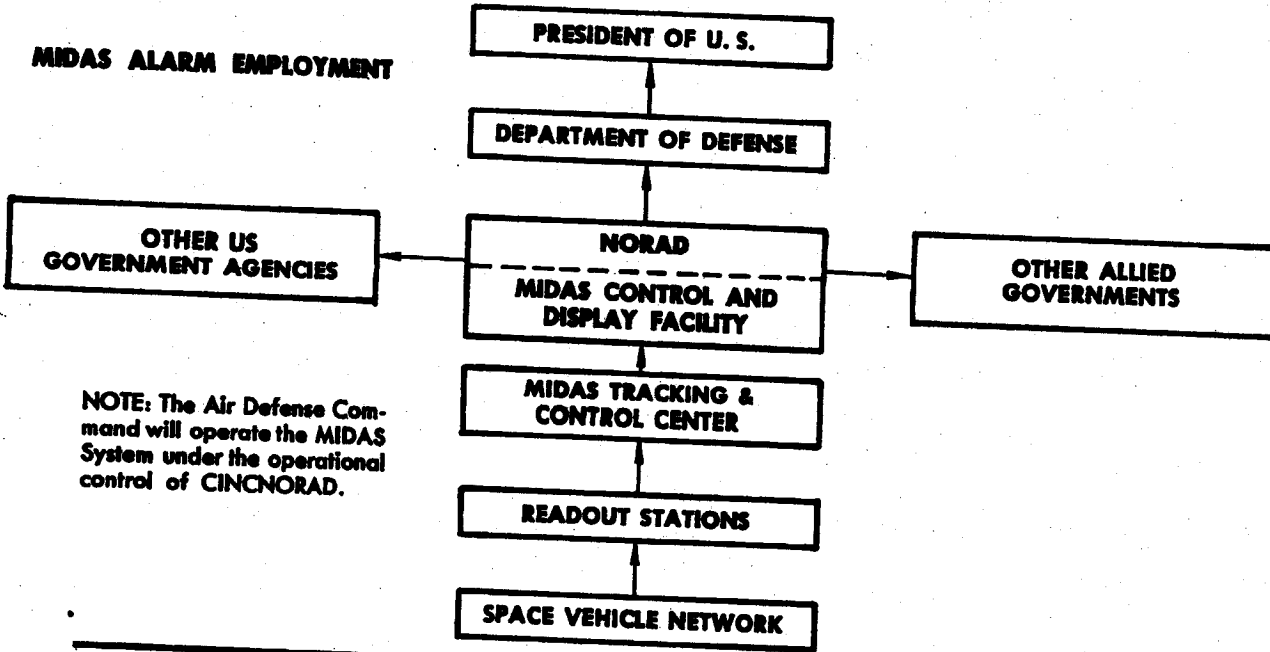 MIDAS ALARM EMPLOYMENT
PRESIDENT OF U. S.
DEPARTMENT OF DEFENSE
OTHER US
GOVERNMENT AGENCIES
NORAD
MIDAS CONTROL AND
DISPLAY FACILITY
OTHER ALLIED
GOVERNMENTS
MIDAS TRACKING &
CONTROL CENTER
NOTE: The Air Defense Com-
mand will operate the MIDAS
System under the operational
control of CINCNORAD.
READOUT STATIONS
SPACE VEHICLE NETWORK